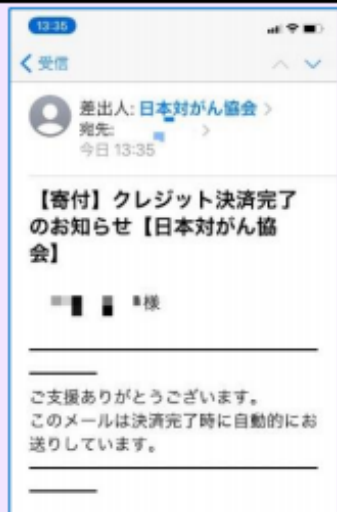 13:35
受信
差出人: 日本対がん協会
宛先:
今日 13:35
【寄付】クレジット決済完了
のお知らせ【日本対がん協
会】
様
ご支援ありがとうございます。
このメールは決済完了時に自動的にお
送りしています。